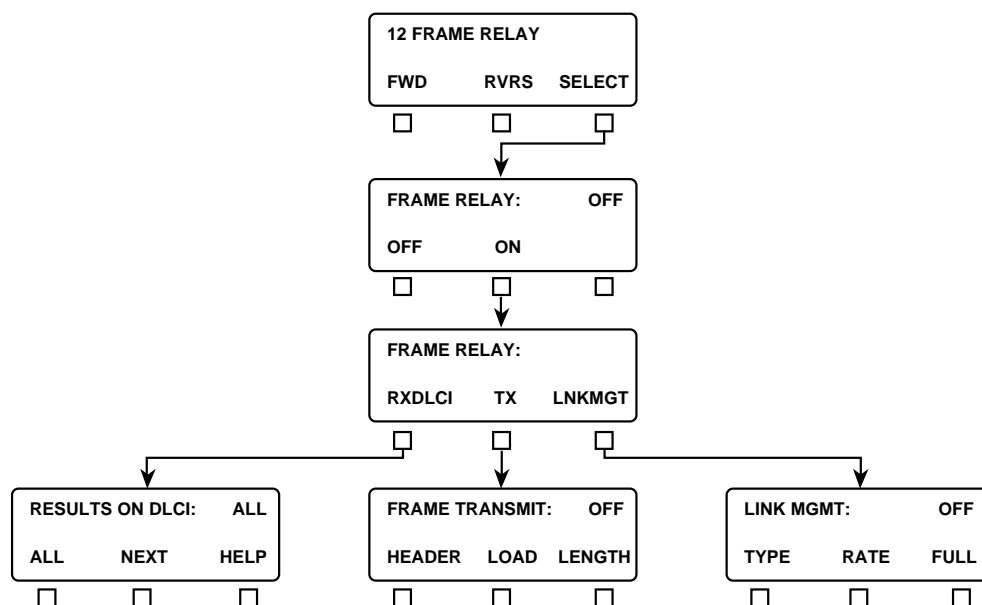 12 FRAME RELAY
FWD RVRS SELECT
FRAME RELAY: OFF
OFF ON
FRAME RELAY:
RXDLCI TX LNKMGT
RESULTS ON DLCI: ALL
ALL NEXT HELP
FRAME TRANSMIT: OFF
HEADER LOAD LENGTH
LINK MGMT: OFF
TYPE RATE FULL